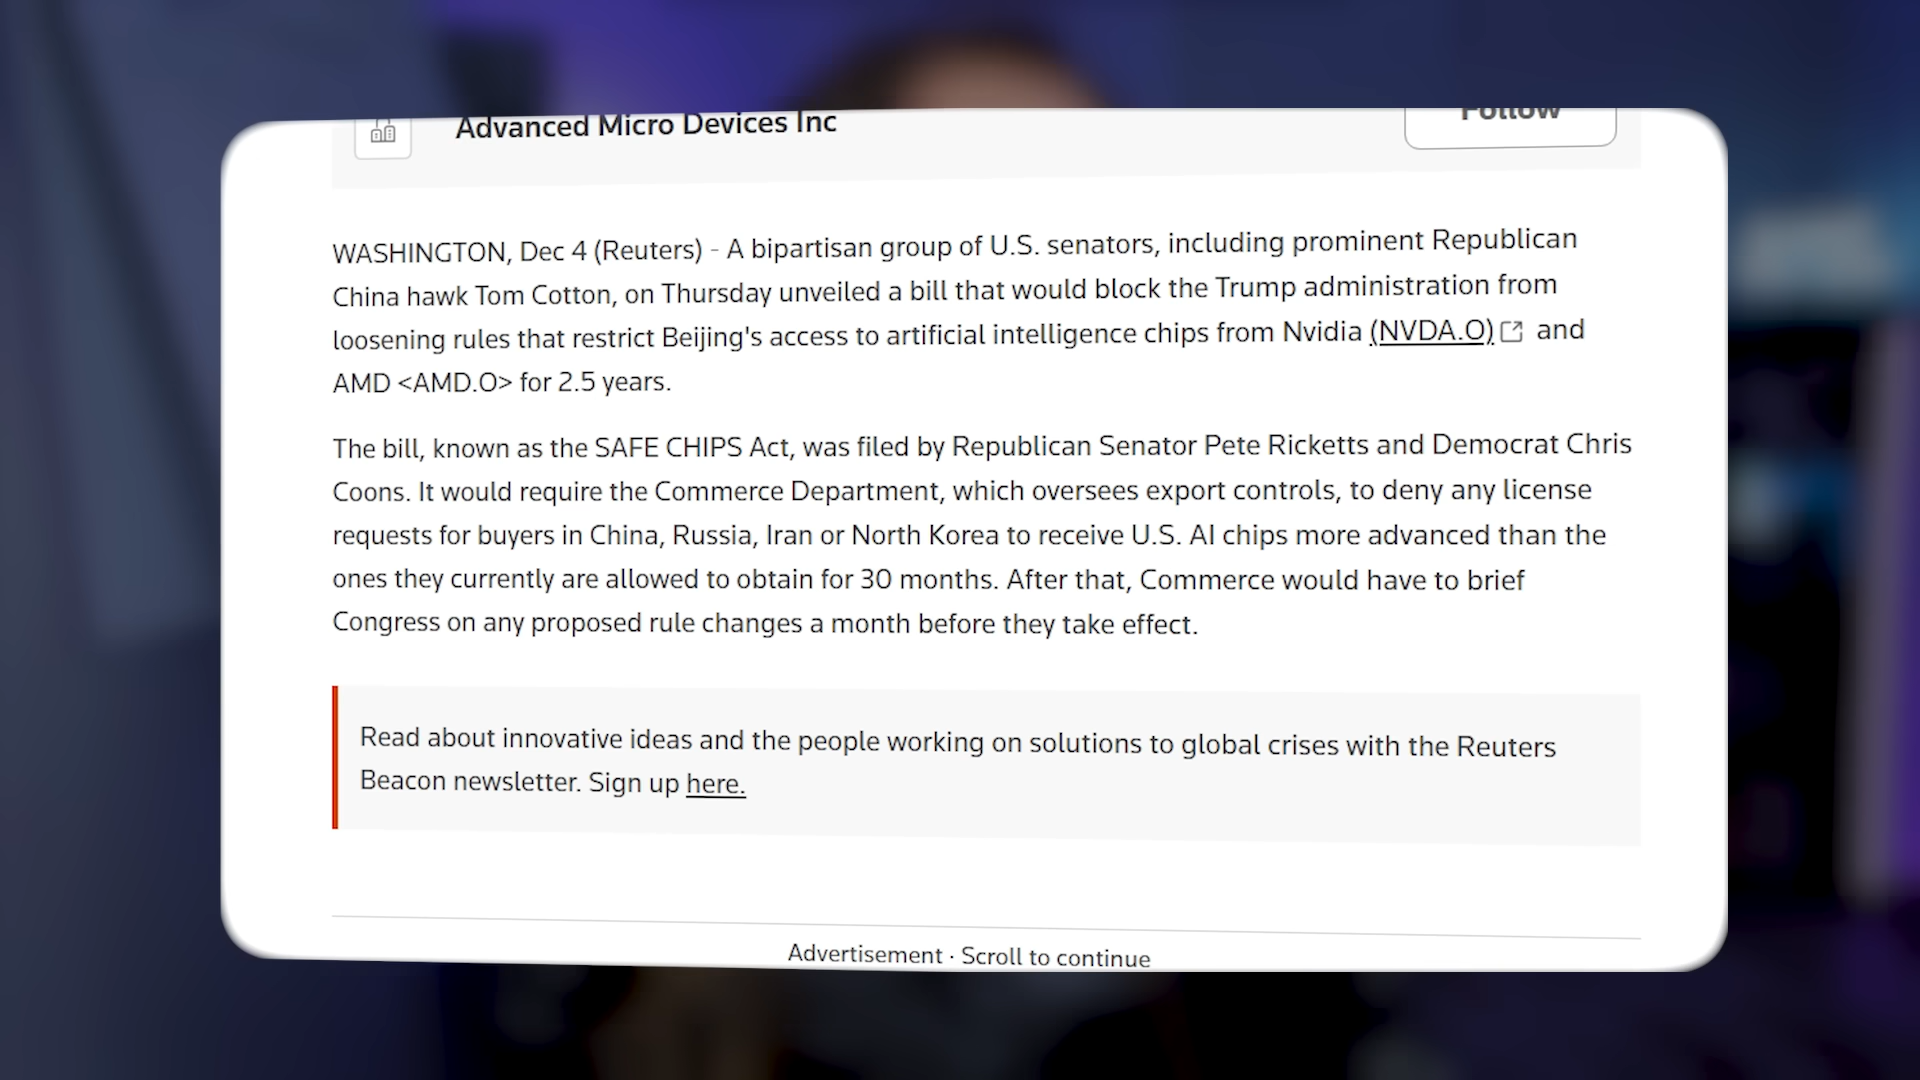 Advanced Micro Devices Inc
Follow
WASHINGTON, Dec 4 (Reuters) - A bipartisan group of U.S. senators, including prominent Republican
China hawk Tom Cotton, on Thursday unveiled a bill that would block the Trump administration from
loosening rules that restrict Beijing's access to artificial intelligence chips from Nvidia (NVDA.O) and
AMD <AMD.O> for 2.5 years.
The bill, known as the SAFE CHIPS Act, was filed by Republican Senator Pete Ricketts and Democrat Chris
Coons. It would require the Commerce Department, which oversees export controls, to deny any license
requests for buyers in China, Russia, Iran or North Korea to receive U.S. AI chips more advanced than the
ones they currently are allowed to obtain for 30 months. After that, Commerce would have to brief
Congress on any proposed rule changes a month before they take effect.
Read about innovative ideas and the people working on solutions to global crises with the Reuters
Beacon newsletter. Sign up here.
Advertisement · Scroll to continue